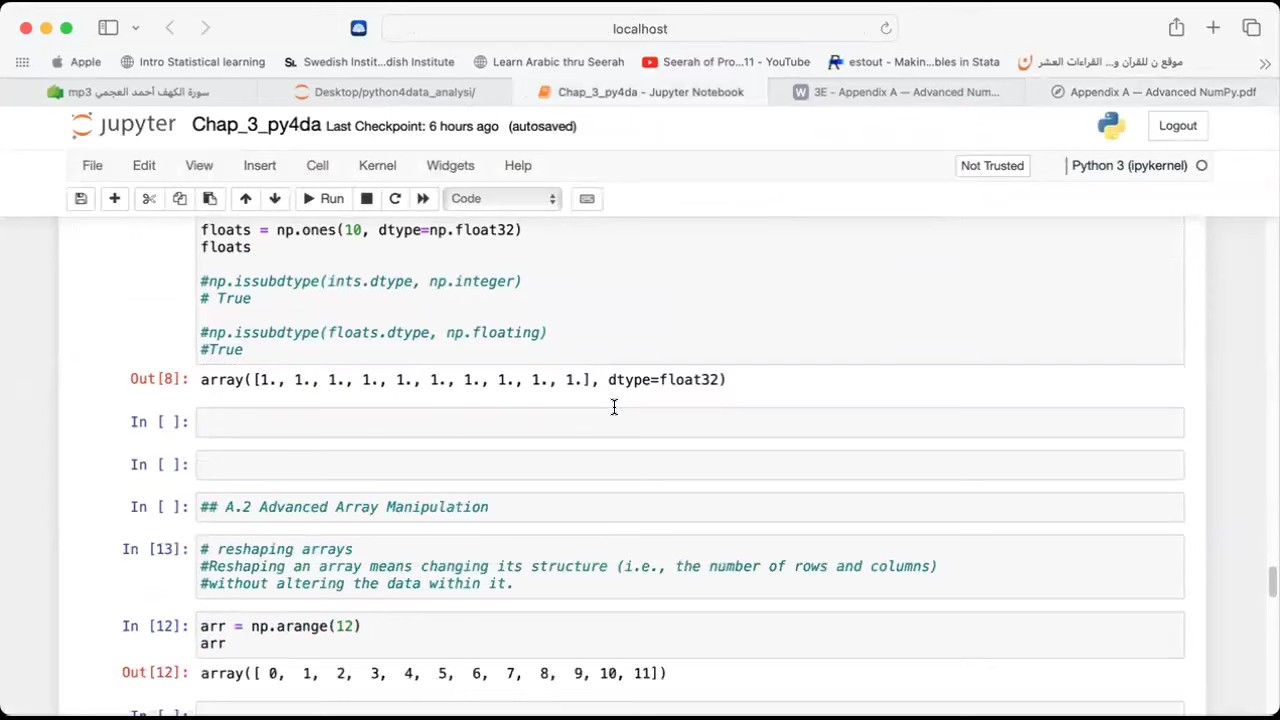 localhost
Apple
Intro Statistical learning
Swedish Instit...dish Institute
Learn Arabic thru Seerah
Seerah of Pro...11 - YouTube
estout - Makin...bles in Stata
موقع ن للقرآن و... القراءات العشر
سورة الكهف أحمد العجمي mp3
Desktop/python4data_analysi/
Chap_3_py4da - Jupyter Notebook
3E - Appendix A — Advanced Num...
Appendix A — Advanced NumPy.pdf
jupyter Chap_3_py4da Last Checkpoint: 6 hours ago (autosaved)
Logout
File Edit View Insert Cell Kernel Widgets Help
Not Trusted
Python 3 (ipykernel)
Run
Code
floats = np.ones(10, dtype=np.float32)
floats
#np.issubdtype(ints.dtype, np.integer)
# True
#np.issubdtype(floats.dtype, np.floating)
#True
Out[8]: array([1., 1., 1., 1., 1., 1., 1., 1., 1., 1.], dtype=float32)
In [ ]:
In [ ]:
In [ ]: ## A.2 Advanced Array Manipulation
In [13]: # reshaping arrays
#Reshaping an array means changing its structure (i.e., the number of rows and columns)
#without altering the data within it.
In [12]: arr = np.arange(12)
arr
Out[12]: array([ 0, 1, 2, 3, 4, 5, 6, 7, 8, 9, 10, 11])